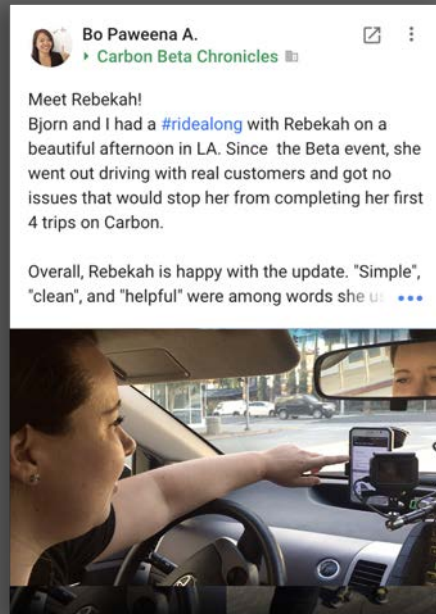 Bo Paweena A.
Carbon Beta Chronicles
Meet Rebekah!
Bjorn and I had a #ridealong with Rebekah on a
beautiful afternoon in LA. Since the Beta event, she
went out driving with real customers and got no
issues that would stop her from completing her first
4 trips on Carbon.
Overall, Rebekah is happy with the update. "Simple",
"clean", and "helpful" were among words she